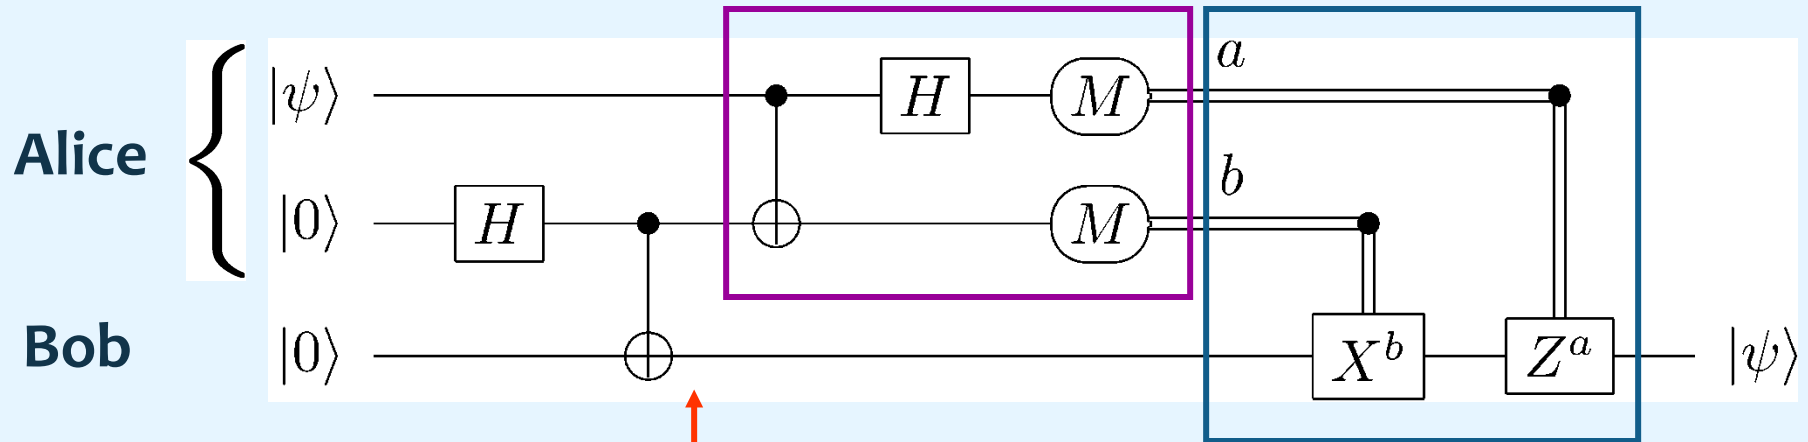 Alice
Bob
|ψ⟩ H M a
|0⟩ H M b
|0⟩ X^b Z^a |ψ⟩